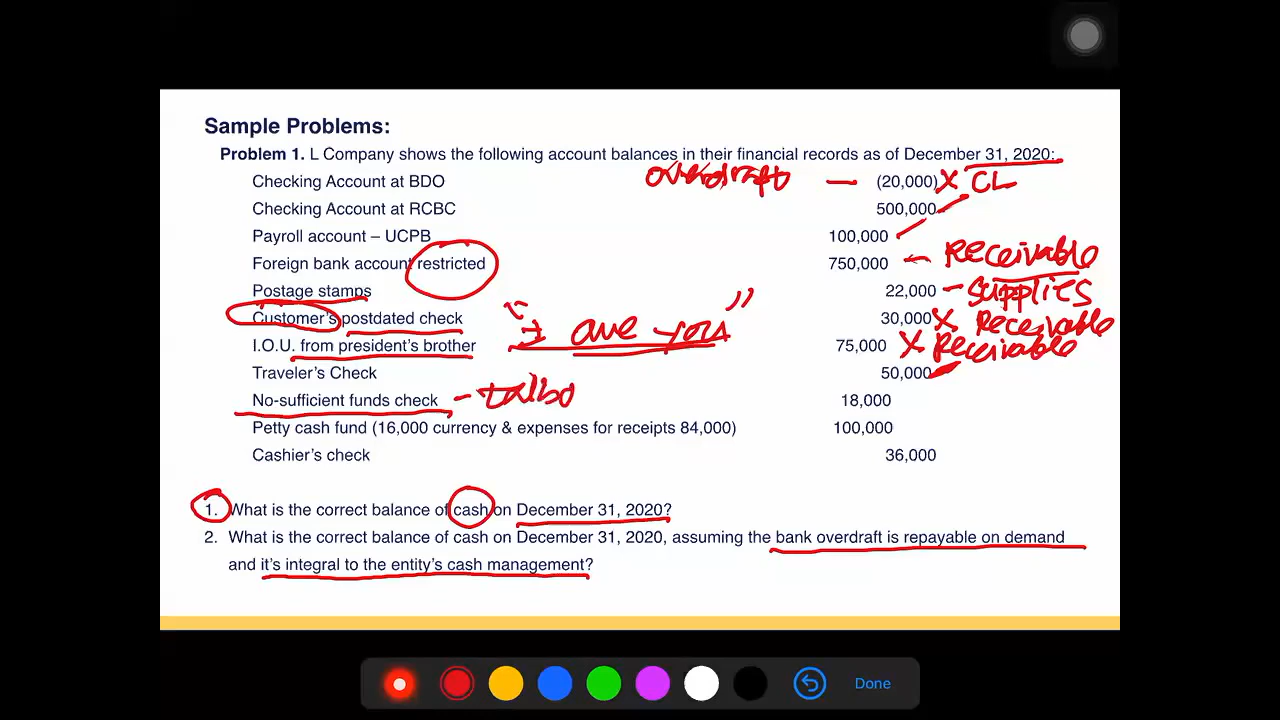 Sample Problems:
Problem 1. L Company shows the following account balances in their financial records as of December 31, 2020:
Checking Account at BDO overdraft — (20,000) X CL
Checking Account at RCBC 500,000
Payroll account – UCPB 100,000
Foreign bank account restricted 750,000 Receivable
Postage stamps 22,000 – supplies
Customer's postdated check 30,000 X Receivable
I.O.U. from president's brother "I owe you" 75,000 X Receivable
Traveler's Check 50,000
No-sufficient funds check – talbo 18,000
Petty cash fund (16,000 currency & expenses for receipts 84,000) 100,000
Cashier's check 36,000
1. What is the correct balance of cash on December 31, 2020?
2. What is the correct balance of cash on December 31, 2020, assuming the bank overdraft is repayable on demand
and it's integral to the entity's cash management?
Done